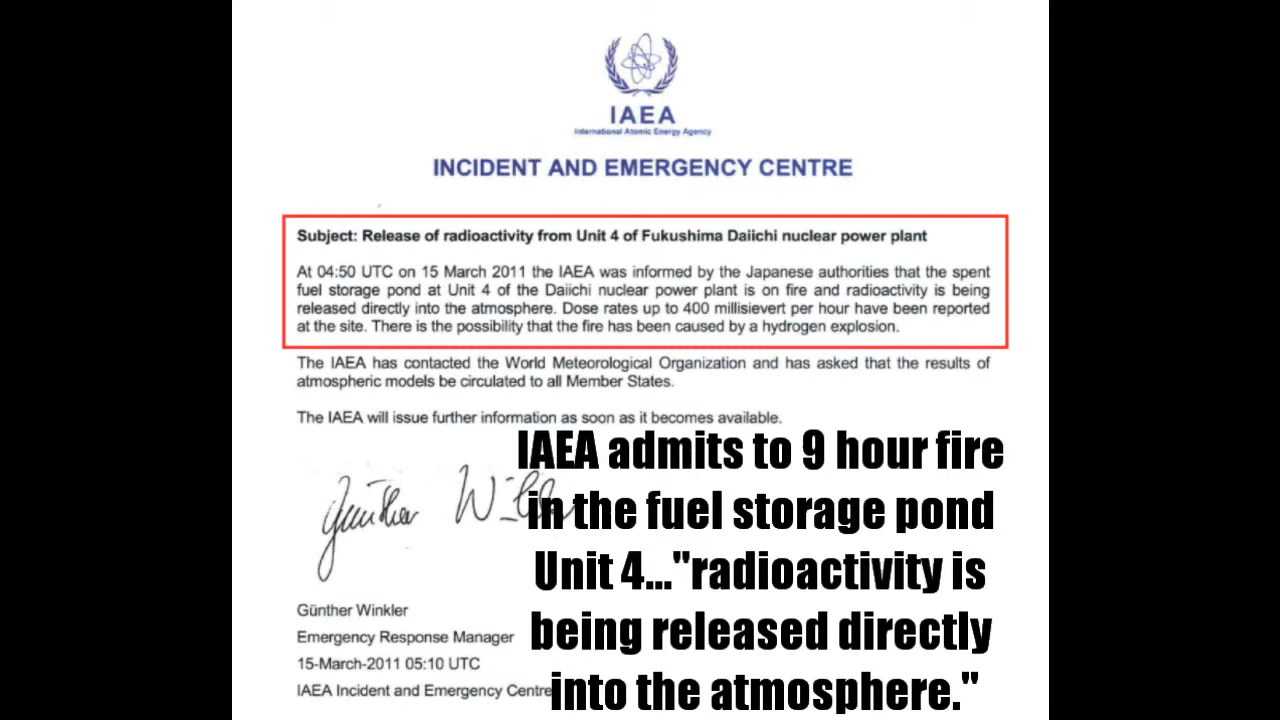 IAEA
International Atomic Energy Agency
INCIDENT AND EMERGENCY CENTRE
Subject: Release of radioactivity from Unit 4 of Fukushima Daiichi nuclear power plant
At 04:50 UTC on 15 March 2011 the IAEA was informed by the Japanese authorities that the spent
fuel storage pond at Unit 4 of the Daiichi nuclear power plant is on fire and radioactivity is being
released directly into the atmosphere. Dose rates up to 400 millisievert per hour have been reported
at the site. There is the possibility that the fire has been caused by a hydrogen explosion.
The IAEA has contacted the World Meteorological Organization and has asked that the results of
atmospheric models be circulated to all Member States.
The IAEA will issue further information as soon as it becomes available.
IAEA admits to 9 hour fire
in the fuel storage pond
Unit 4..."radioactivity is
being released directly
into the atmosphere."
Günther
Günther Winkler
Emergency Response Manager
15-March-2011 05:10 UTC
IAEA Incident and Emergency Centre